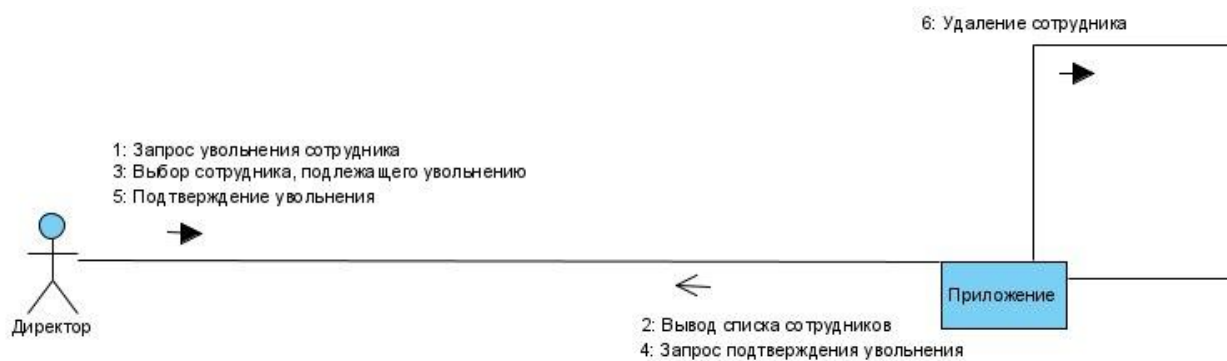 6: Удаление сотрудника
1: Запрос увольнения сотрудника
3: Выбор сотрудника, подлежащего увольнению
5: Подтверждение увольнения
Директор
Приложение
2: Вывод списка сотрудников
4: Запрос подтверждения увольнения